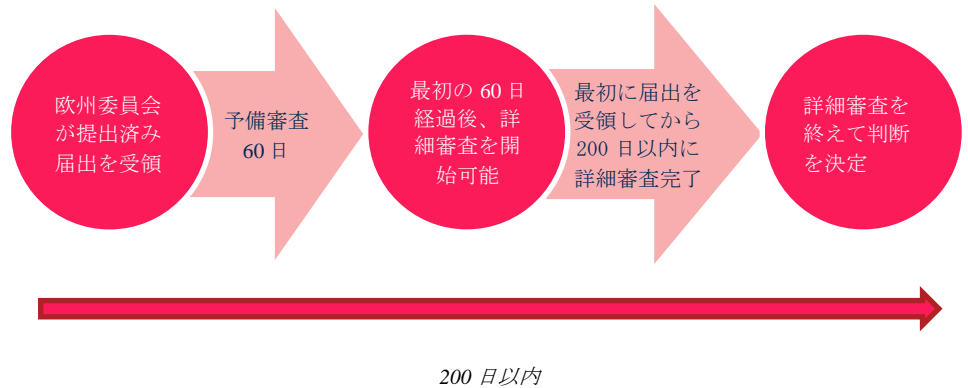 欧州委員会
が提出済み
届出を受領
予備審査
60 日
最初の 60 日
経過後、詳
細審査を開
始可能
最初に届出を
受領してから
200 日以内に
詳細審査完了
詳細審査を
終えて判断
を決定
200 日以内